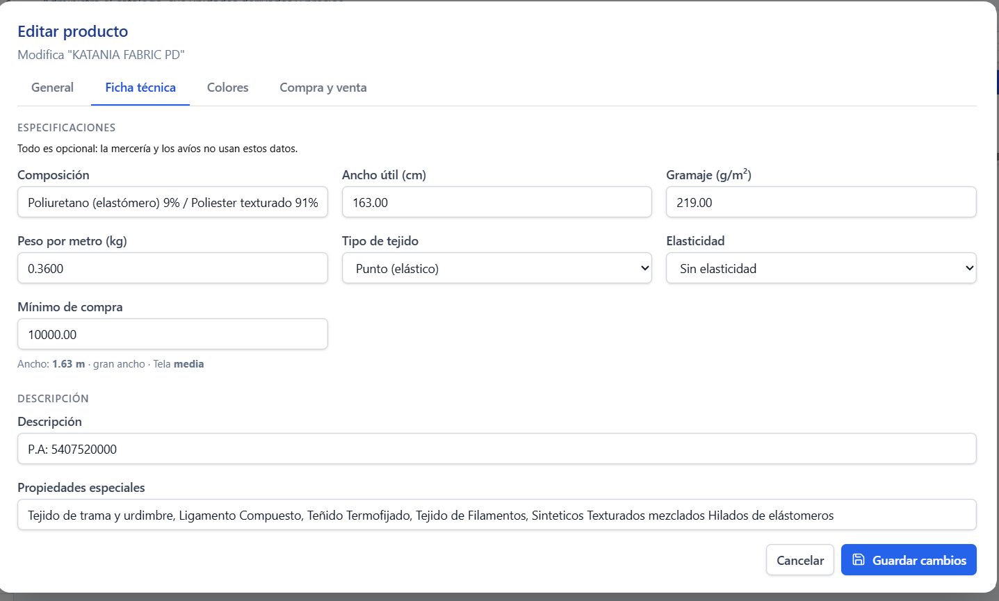 Editar producto
Modifica "KATANIA FABRIC PD"
General Ficha técnica Colores Compra y venta
ESPECIFICACIONES
Todo es opcional: la mercería y los avíos no usan estos datos.
Composición Ancho útil (cm) Gramaje (g/m²)
Poliuretano (elastómero) 9% / Poliester texturado 91% 163.00 219.00
Peso por metro (kg) Tipo de tejido Elasticidad
0.3600 Punto (elástico) Sin elasticidad
Mínimo de compra
10000.00
Ancho: 1.63 m · gran ancho · Tela media
DESCRIPCIÓN
Descripción
P.A: 5407520000
Propiedades especiales
Tejido de trama y urdimbre, Ligamento Compuesto, Teñido Termofijado, Tejido de Filamentos, Sinteticos Texturados mezclados Hilados de elástomeros
Cancelar Guardar cambios